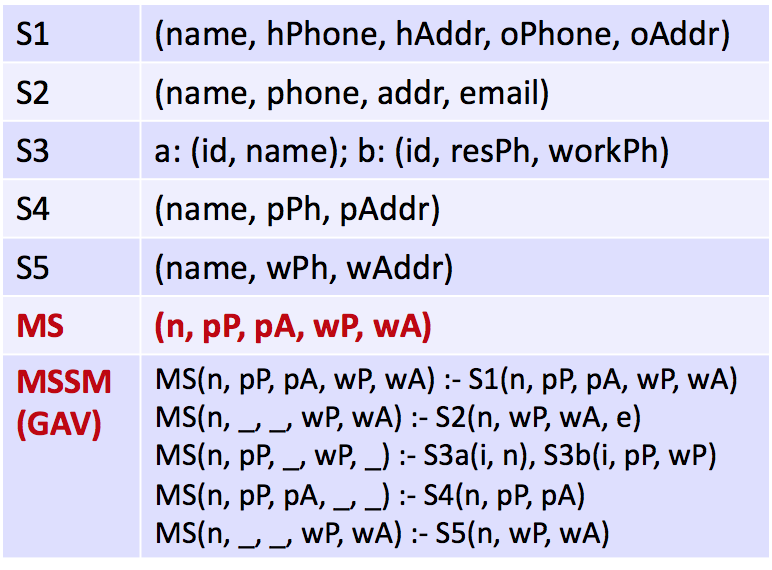 S1 (name, hPhone, hAddr, oPhone, oAddr)
S2 (name, phone, addr, email)
S3 a: (id, name); b: (id, resPh, workPh)
S4 (name, pPh, pAddr)
S5 (name, wPh, wAddr)
MS (n, pP, pA, wP, wA)
MSSM (GAV)
MS(n, pP, pA, wP, wA) :- S1(n, pP, pA, wP, wA)
MS(n, _, _, wP, wA) :- S2(n, wP, wA, e)
MS(n, pP, _, wP, _) :- S3a(i, n), S3b(i, pP, wP)
MS(n, pP, pA, _, _) :- S4(n, pP, pA)
MS(n, _, _, wP, wA) :- S5(n, wP, wA)